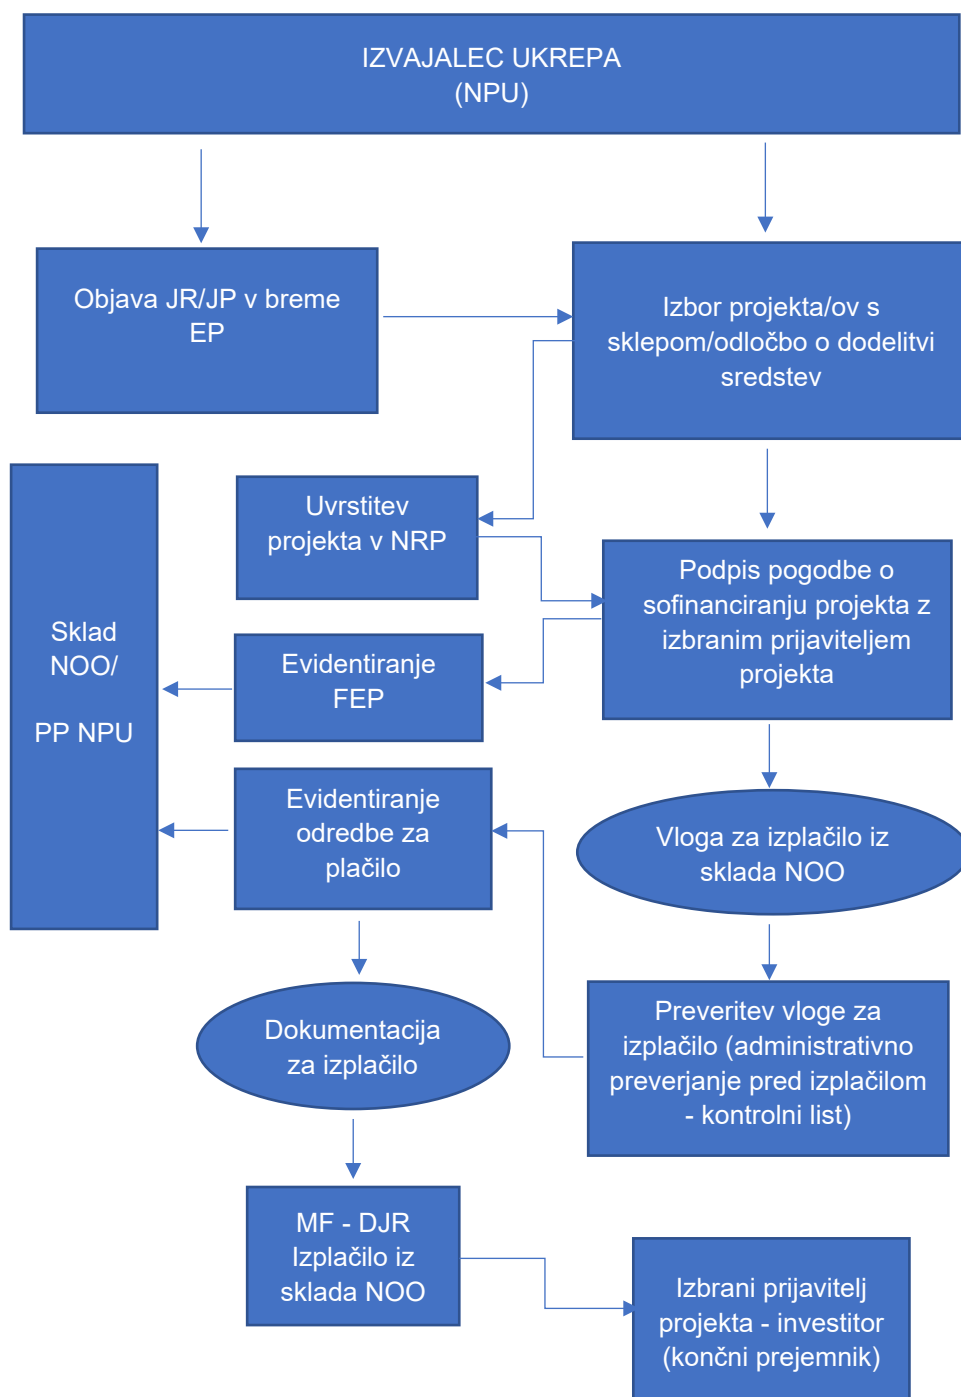 IZVAJALEC UKREPA
(NPU)
Objava JR/JP v breme
EP
Izbor projekta/ov s
sklepom/odločbo o dodelitvi
sredstev
Uvrstitev
projekta v NRP
Podpis pogodbe o
sofinanciranju projekta z
izbranim prijaviteljem
projekta
Sklad
NOO/
PP NPU
Evidentiranje
FEP
Evidentiranje
odredbe za
plačilo
Vloga za izplačilo iz
sklada NOO
Dokumentacija
za izplačilo
Preveritev vloge za
izplačilo (administrativno
preverjanje pred izplačilom
- kontrolni list)
MF - DJR
Izplačilo iz
sklada NOO
Izbrani prijavitelj
projekta - investitor
(končni prejemnik)